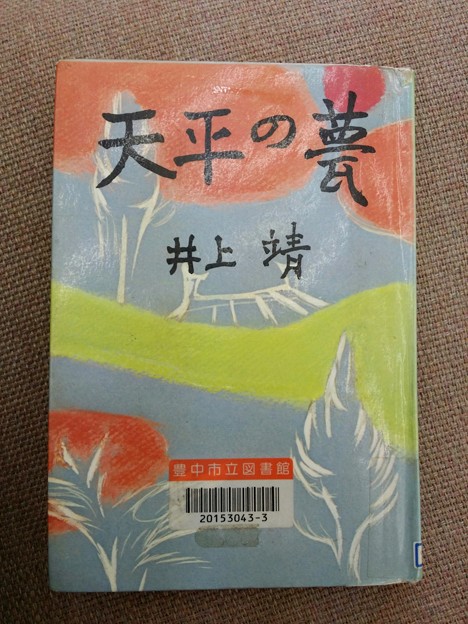 天平の甍
井上 靖
豊中市立図書館
20153043-3